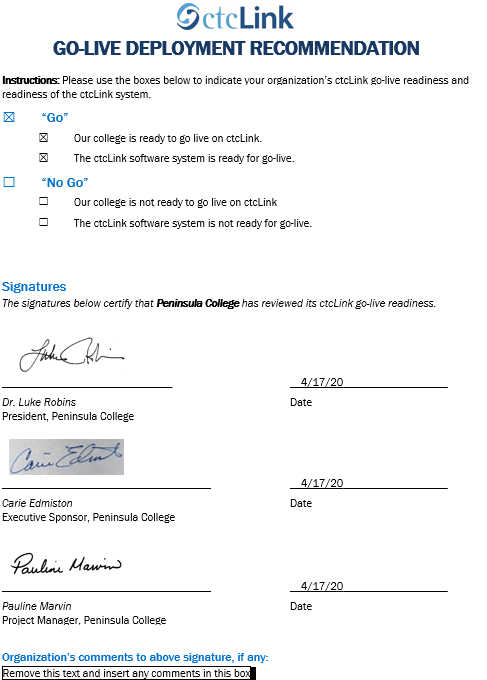 ctcLink
GO-LIVE DEPLOYMENT RECOMMENDATION
Instructions: Please use the boxes below to indicate your organization's ctcLink go-live readiness and
readiness of the ctcLink system.
☒ "Go"
☒ Our college is ready to go live on ctcLink.
☒ The ctcLink software system is ready for go-live.
☐ "No Go"
☐ Our college is not ready to go live on ctcLink
☐ The ctcLink software system is not ready for go-live.
Signatures
The signatures below certify that Peninsula College has reviewed its ctcLink go-live readiness.
Luke Robins
4/17/20
Dr. Luke Robins Date
President, Peninsula College
Carie Edmiston
4/17/20
Carie Edmiston Date
Executive Sponsor, Peninsula College
Pauline Marvin
4/17/20
Pauline Marvin Date
Project Manager, Peninsula College
Organization's comments to above signature, if any:
Remove this text and insert any comments in this box